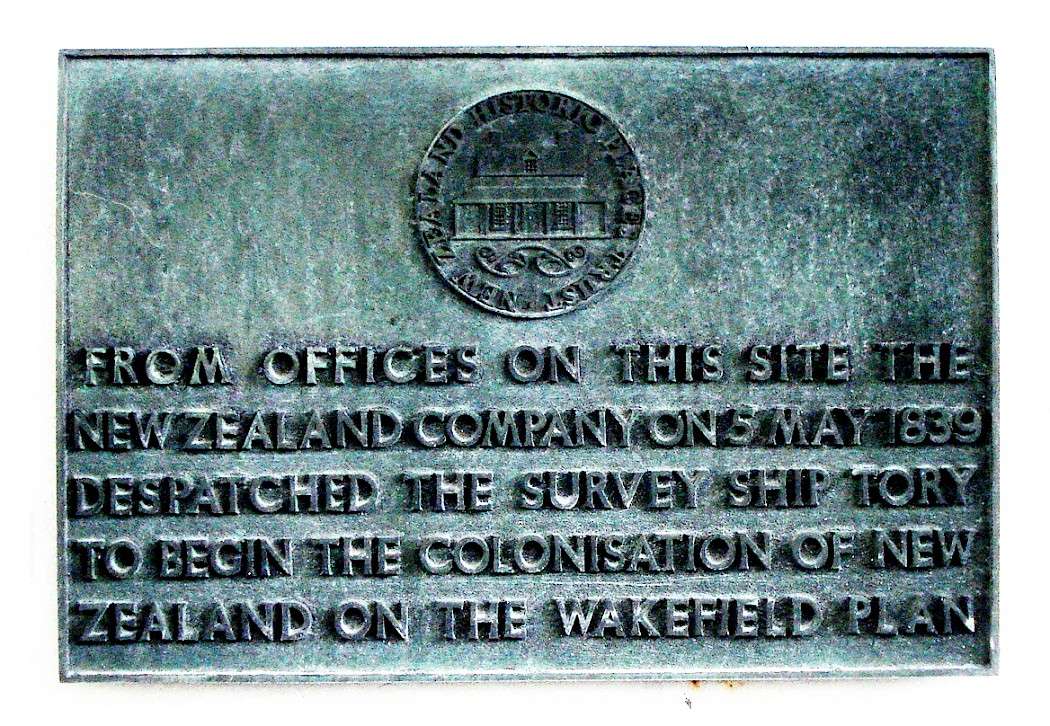 NEW ZEALAND HISTORIC PLACES TRUST
FROM OFFICES ON THIS SITE THE
NEW ZEALAND COMPANY ON 5 MAY 1839
DESPATCHED THE SURVEY SHIP TORY
TO BEGIN THE COLONISATION OF NEW
ZEALAND ON THE WAKEFIELD PLAN